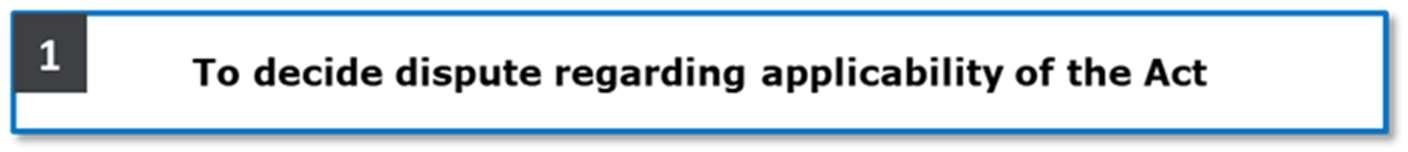 1
To decide dispute regarding applicability of the Act